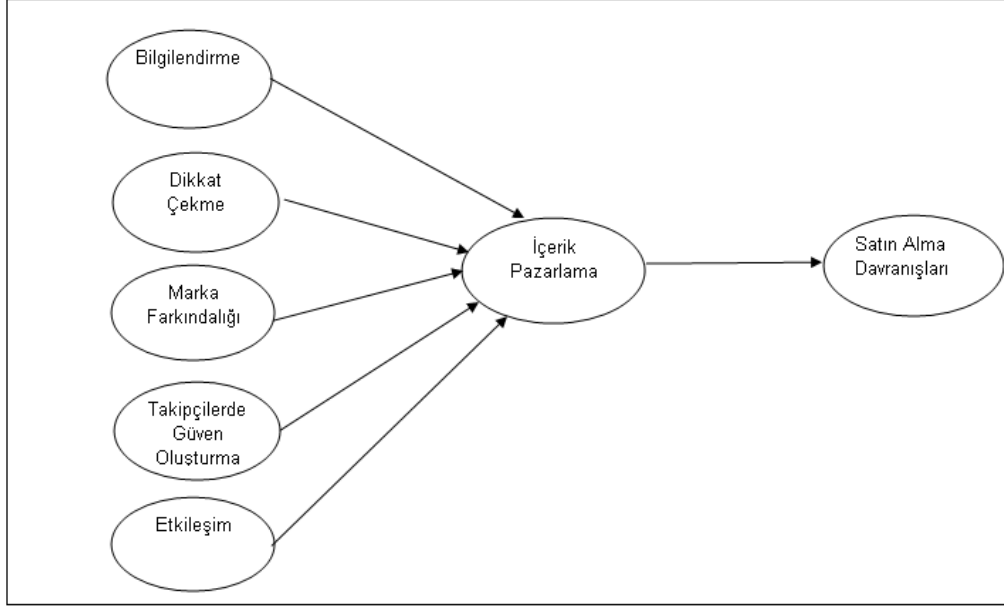 Bilgilendirme
Dikkat
Çekme
Marka
Farkındalığı
Takipçilerde
Güven
Oluşturma
Etkileşim
İçerik
Pazarlama
Satın Alma
Davranışları